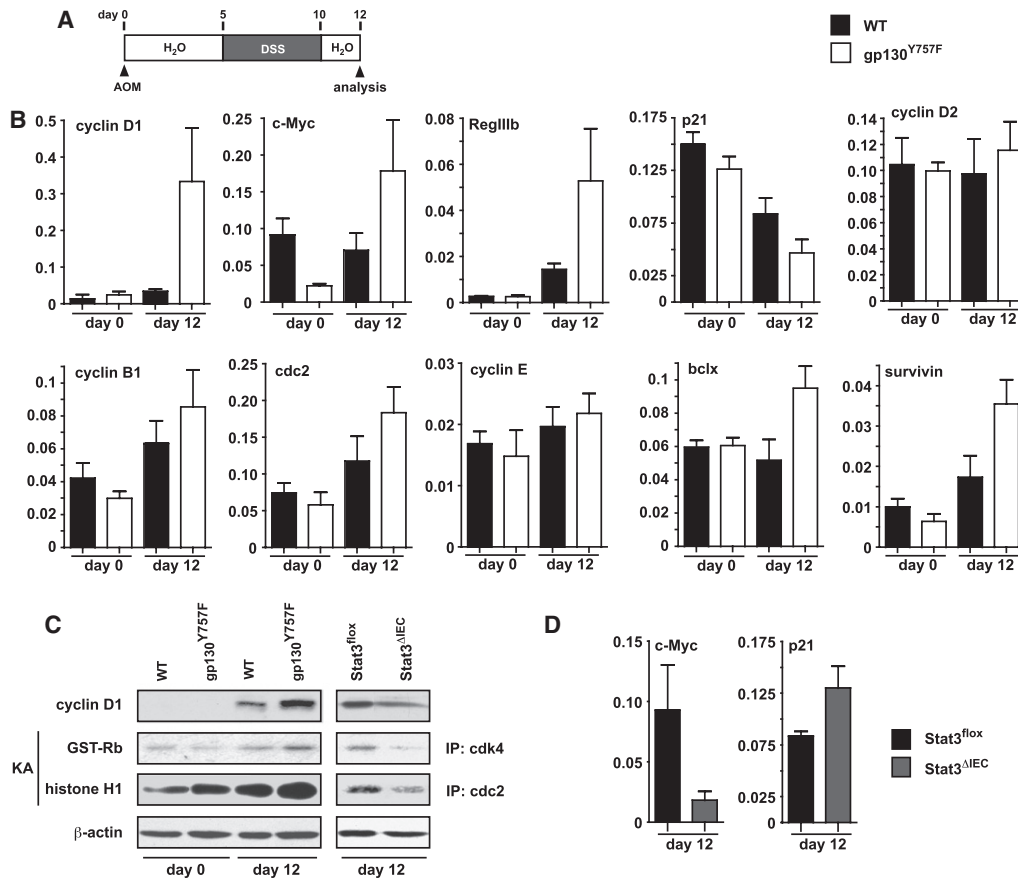 A
day 0 5 10 12
H2O DSS H2O
AOM analysis
WT
gp130Y757F
B
cyclin D1
0.5
0.4
0.3
0.2
0.1
0
day 0 day 12
c-Myc
0.25
0.20
0.15
0.10
0.05
0
day 0 day 12
RegIIIb
0.08
0.06
0.04
0.02
0
day 0 day 12
p21
0.175
0.125
0.075
0.025
0
day 0 day 12
cyclin D2
0.14
0.12
0.10
0.08
0.06
0.04
0.02
0
day 0 day 12
cyclin B1
0.1
0.08
0.06
0.04
0.02
0
day 0 day 12
cdc2
0.25
0.20
0.15
0.10
0.05
0
day 0 day 12
cyclin E
0.03
0.02
0.01
0
day 0 day 12
bclx
0.1
0.08
0.06
0.04
0.02
0
day 0 day 12
survivin
0.04
0.03
0.02
0.01
0
day 0 day 12
C
WT gp130Y757F WT gp130Y757F Stat3flox Stat3ΔIEC
cyclin D1
KA
GST-Rb IP: cdk4
histone H1 IP: cdc2
β-actin
day 0 day 12 day 12
D
c-Myc
0.15
0.10
0.05
0
day 12
p21
0.175
0.125
0.075
0.025
0
day 12
Stat3flox
Stat3ΔIEC